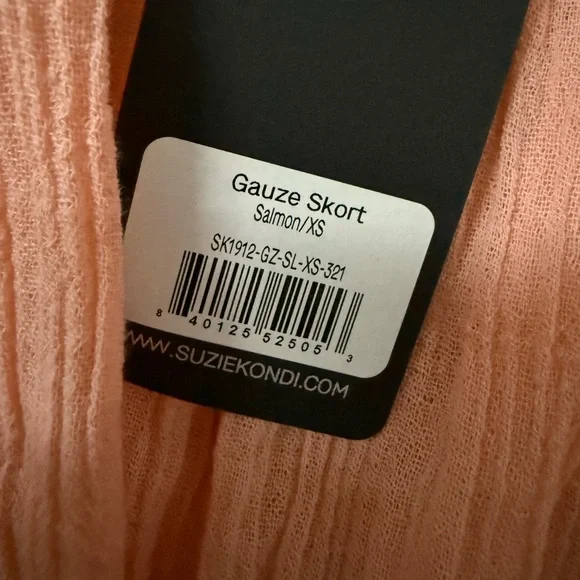 Gauze Skort
Salmon/XS
SK1912-GZ-SL-XS-321
8 40125 52505 3
WWW.SUZIEKONDI.COM